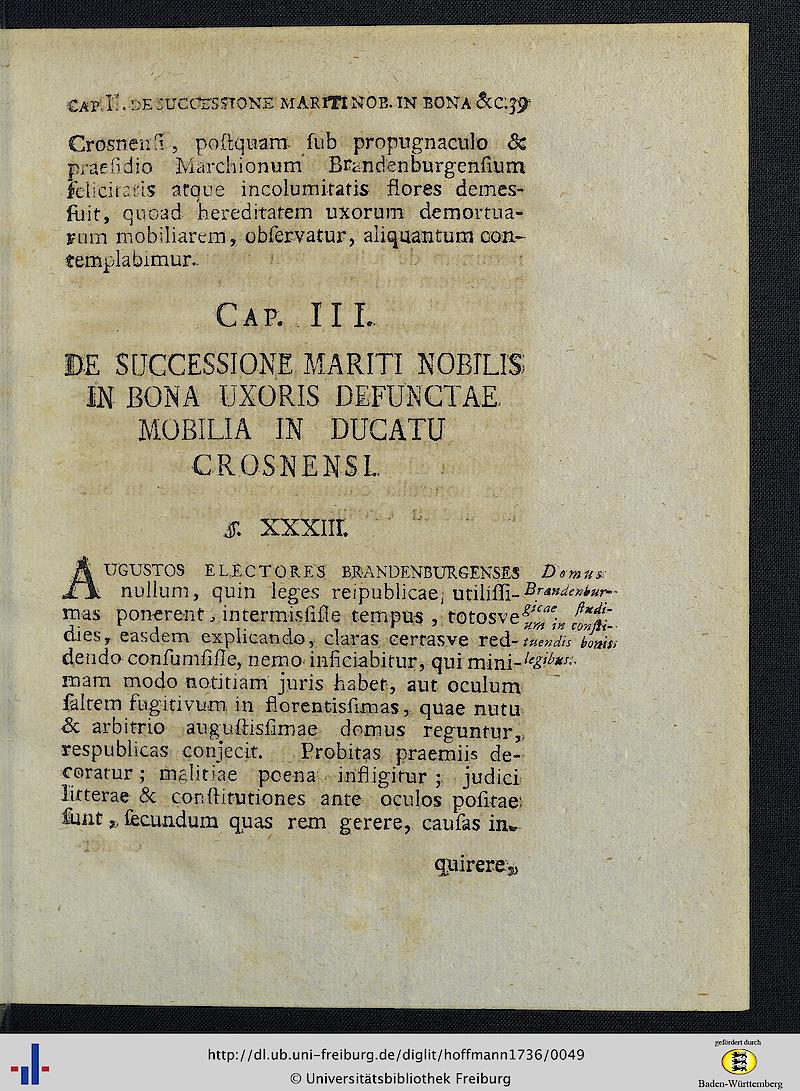 CAP. II. DE SUCCESSIONE MARITI NOB. IN BONA &C. 39
Crosnensi, poſtquam ſub propugnaculo &
praeſidio Marchionum Brandenburgenſium
felicitatis atque incolumitatis flores demes-
ſuit, quoad hereditatem uxorum demortua-
rum mobiliarem, obſervatur, aliquantum con-
templabimur.
CAP. III.
DE SUCCESSIONE MARITI NOBILIS
IN BONA UXORIS DEFUNCTAE
MOBILIA IN DUCATU
CROSNENSI.
§. XXXIII.
AUGUSTOS ELECTORES BRANDENBURGENSES
nullum, quin leges reipublicae, utiliſſi-
mas ponerent, intermisſiſſe tempus, totosve
dies, easdem explicando, claras certasve red-
dendo conſumſiſſe, nemo inficiabitur, qui mini-
mam modo notitiam juris habet, aut oculum
ſaltem fugitivum in florentisſimas, quae nutu
& arbitrio auguſtisſimae domus reguntur,
respublicas conjecit. Probitas praemiis de-
coratur; malitiae poena infligitur; judici
litterae & conſtitutiones ante oculos poſitae
ſunt, ſecundum quas rem gerere, cauſas in-
quirere,
Domus
Brandenbur-
gicae ſtudi-
um in conſti-
tuendis bonis
legibus.
http://dl.ub.uni-freiburg.de/diglit/hoffmann1736/0049
© Universitätsbibliothek Freiburg
gefördert durch
Baden-Württemberg